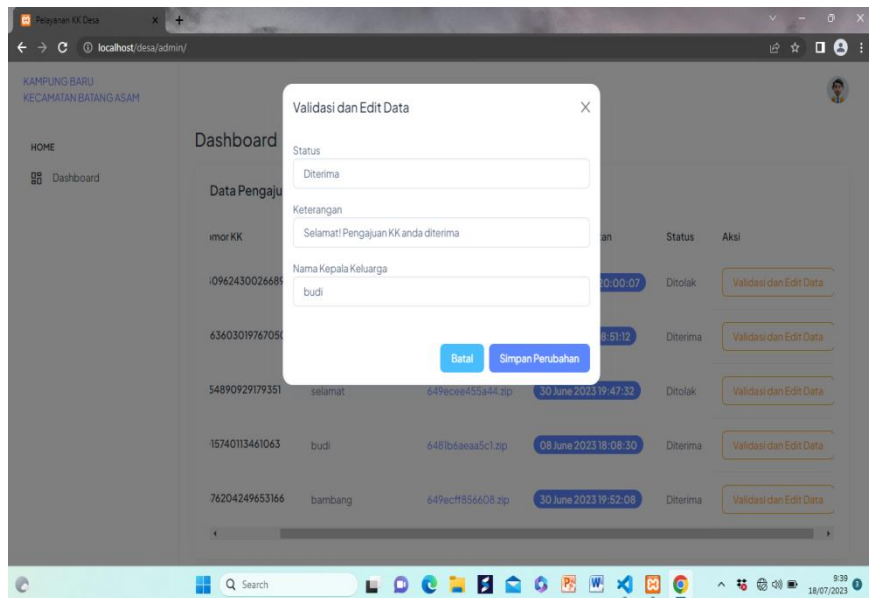 Pelayanan KK Desa
localhost/desa/admin/
KAMPUNG BARU
KECAMATAN BATANG ASAM
HOME
Dashboard
Dashboard
Data Pengaju
Validasi dan Edit Data
Status
Diterima
Keterangan
Selamat! Pengajuan KK anda diterima
Nama Kepala Keluarga
budi
Batal Simpan Perubahan
omor KK an Status Aksi
20:00:07 Ditolak Validasi dan Edit Data
8:51:12 Diterima Validasi dan Edit Data
54890929179351 selamat 649ecee455a44.zip 30 June 2023 19:47:32 Ditolak Validasi dan Edit Data
15740113461063 budi 6481b6aeaa5c1.zip 08 June 2023 18:08:30 Diterima Validasi dan Edit Data
76204249653166 bambang 649ecff856608.zip 30 June 2023 19:52:08 Diterima Validasi dan Edit Data
Search
9:39
18/07/2023